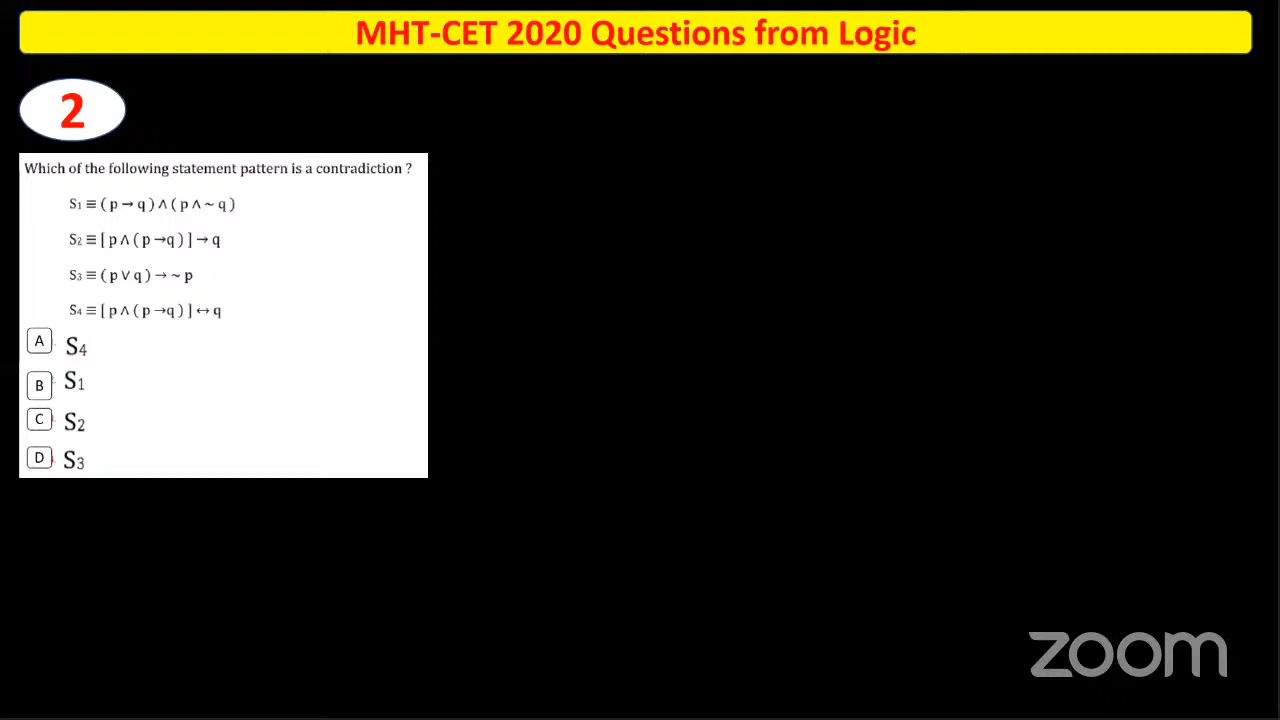 MHT-CET 2020 Questions from Logic
2
Which of the following statement pattern is a contradiction ?
S₁ ≡ ( p → q ) ∧ ( p ∧ ~ q )
S₂ ≡ [ p ∧ ( p →q ) ] → q
S₃ ≡ ( p ∨ q ) → ~ p
S₄ ≡ [ p ∧ ( p →q ) ] ↔ q
A S₄
B S₁
C S₂
D S₃
zoom